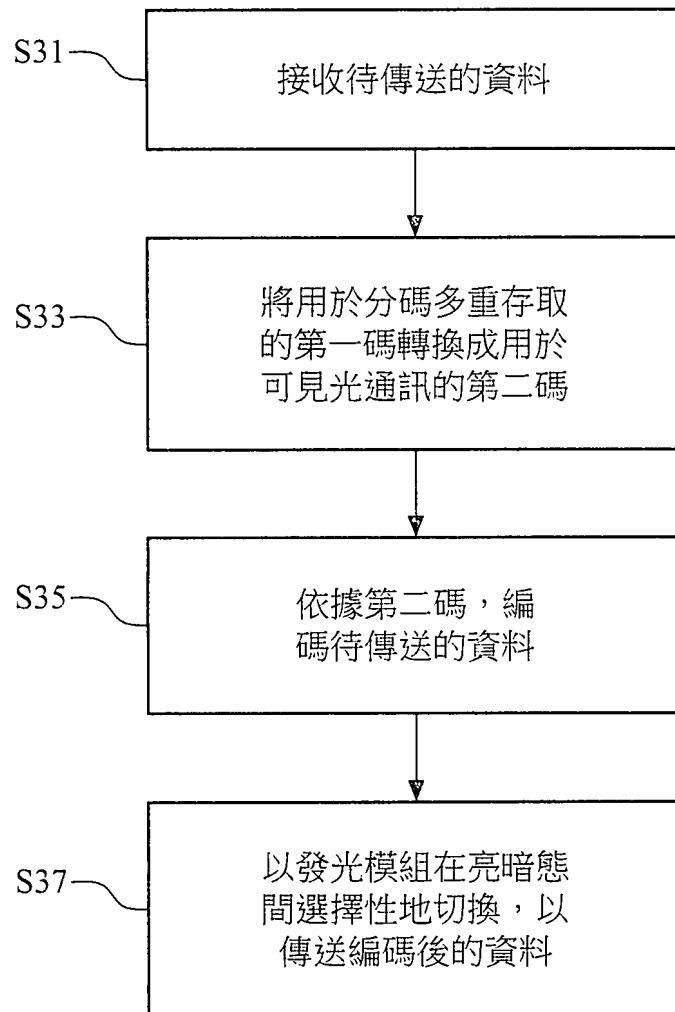 S31
接收待傳送的資料
S33
將用於分碼多重存取
的第一碼轉換成用於
可見光通訊的第二碼
S35
依據第二碼，編
碼待傳送的資料
S37
以發光模組在亮暗態
間選擇性地切換，以
傳送編碼後的資料